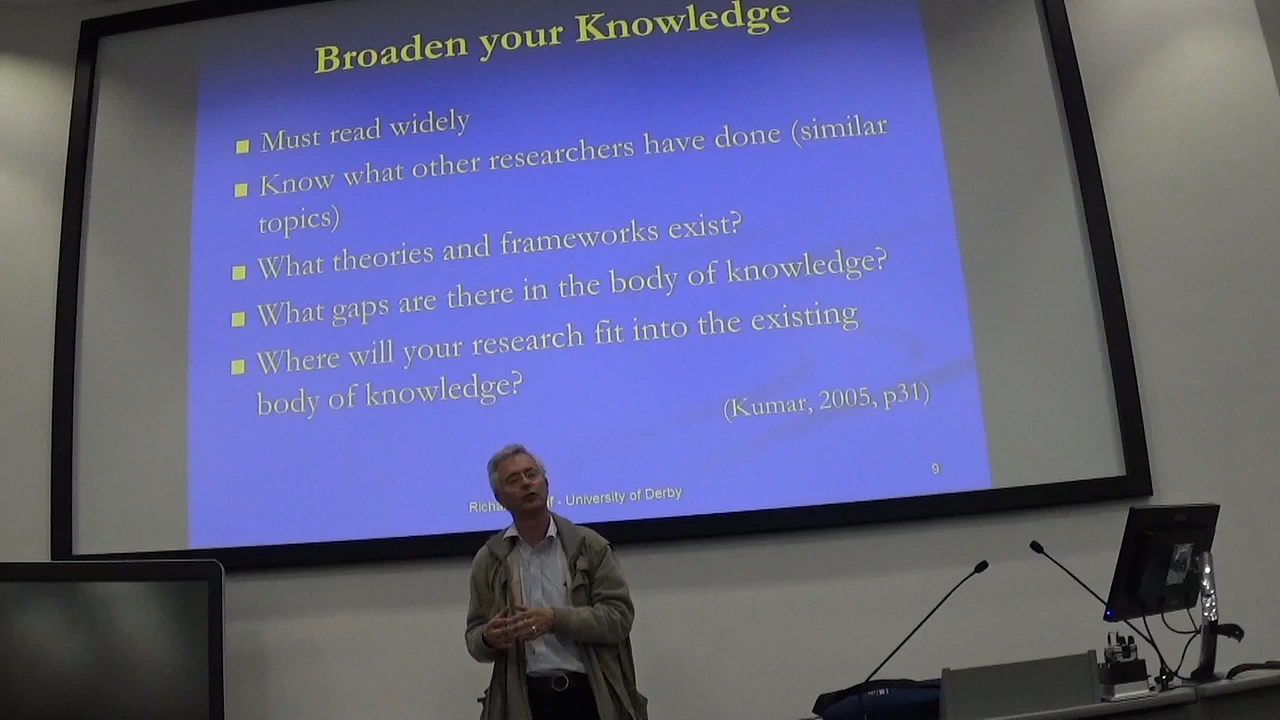 Broaden your Knowledge
Must read widely
Know what other researchers have done (similar
topics)
What theories and frameworks exist?
What gaps are there in the body of knowledge?
Where will your research fit into the existing
body of knowledge?
(Kumar, 2005, p31)
9
- University of Derby